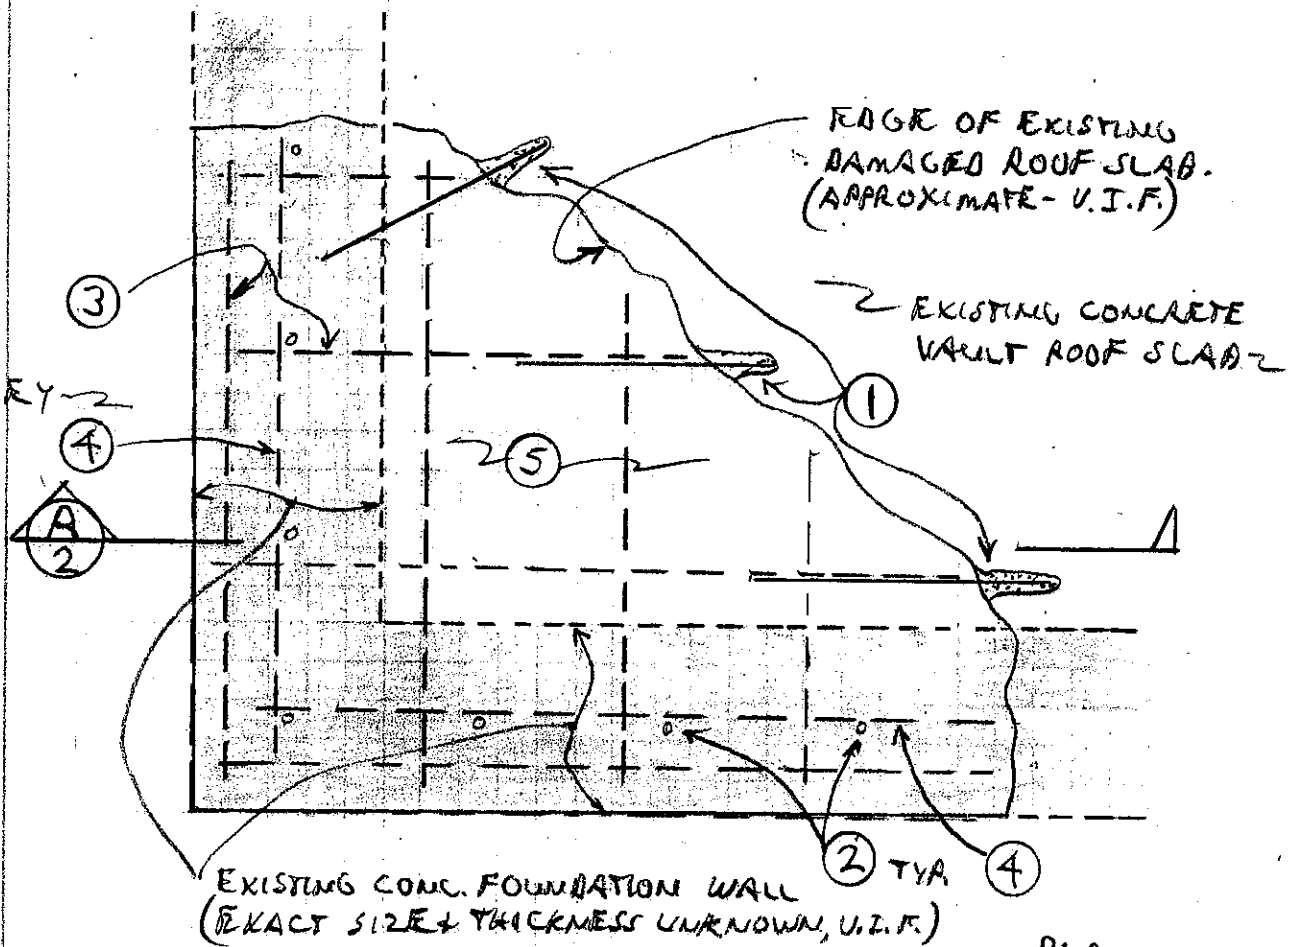 EDGE OF EXISTING
DAMAGED ROOF SLAB.
(APPROXIMATE - V.I.F.)
3
EXISTING CONCRETE
VAULT ROOF SLAB
1
EY
4
5
A
2
2 TYP.
4
EXISTING CONC. FOUNDATION WALL
(EXACT SIZE & THICKNESS UNKNOWN, V.I.F.)